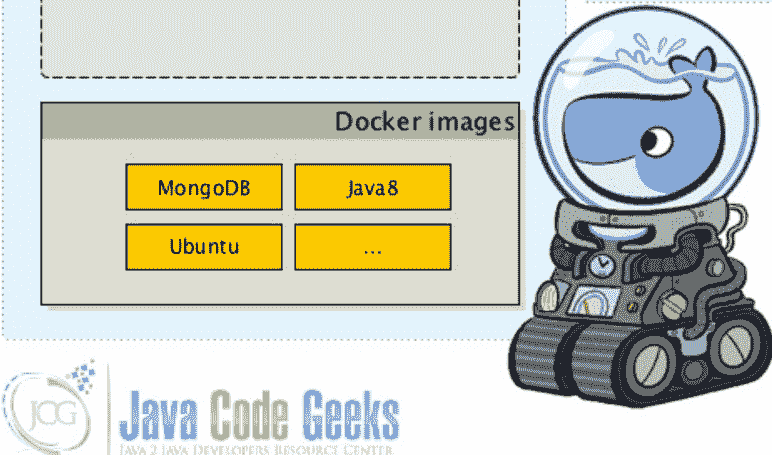 Docker images
MongoDB
Java8
Ubuntu
...
JCG
Java Code Geeks
JAVA 2 JAVA DEVELOPERS RESOURCE CENTER